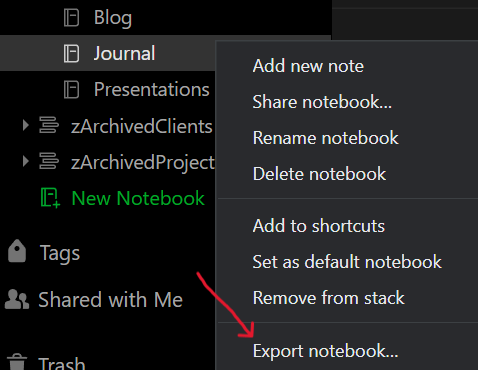 Blog
Journal
Presentations
zArchivedClients
zArchivedProject
New Notebook
Tags
Shared with Me
Trash
Add new note
Share notebook...
Rename notebook
Delete notebook
Add to shortcuts
Set as default notebook
Remove from stack
Export notebook...